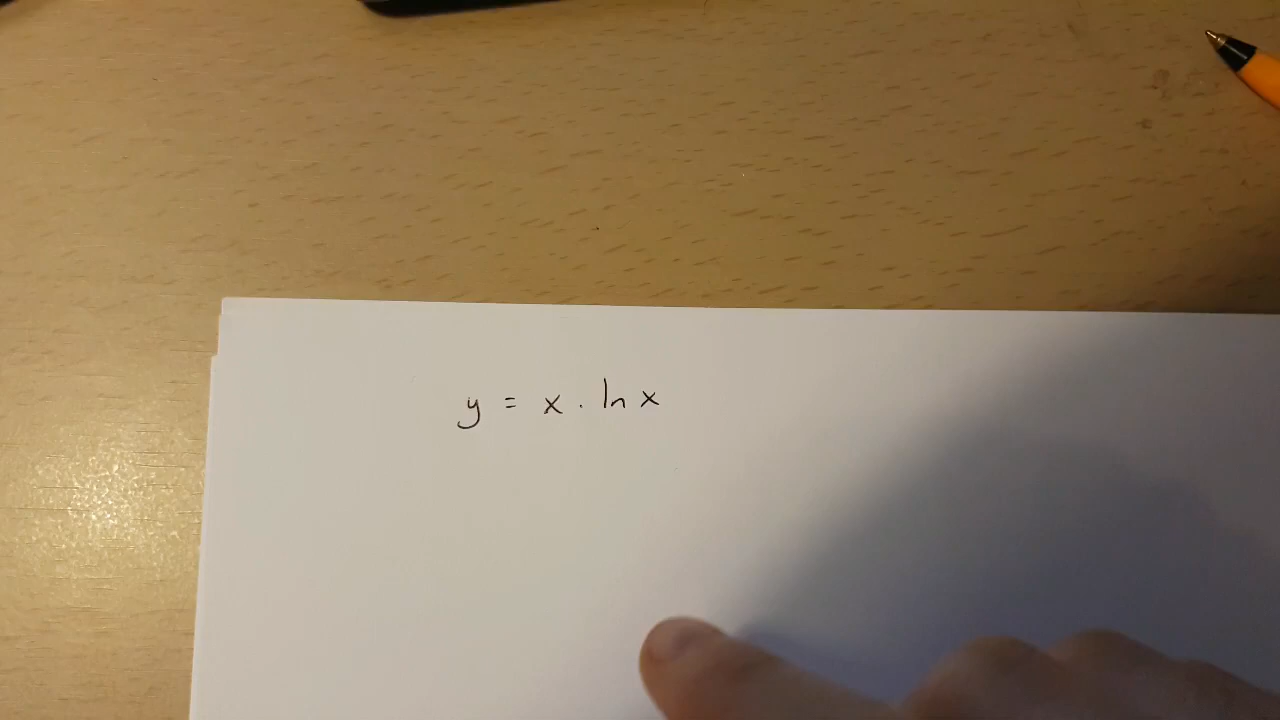 y = x . ln x